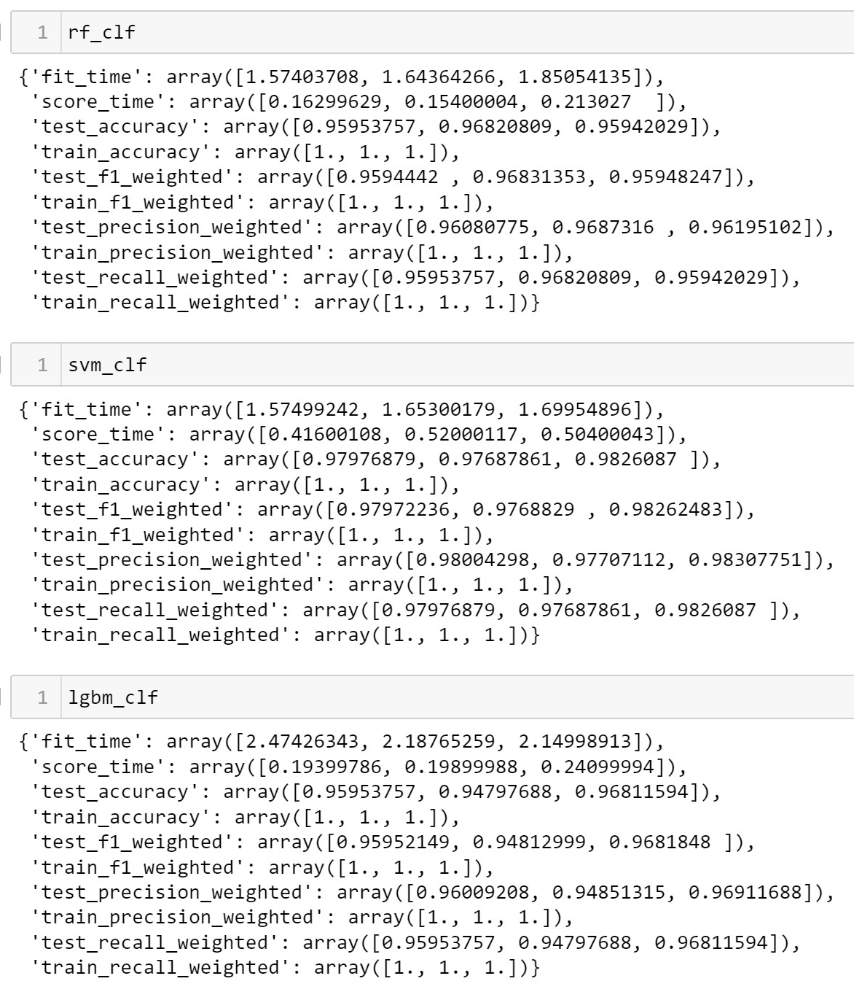 1 rf_clf
{'fit_time': array([1.57403708, 1.64364266, 1.85054135]),
 'score_time': array([0.16299629, 0.15400004, 0.213027  ]),
 'test_accuracy': array([0.95953757, 0.96820809, 0.95942029]),
 'train_accuracy': array([1., 1., 1.]),
 'test_f1_weighted': array([0.9594442 , 0.96831353, 0.95948247]),
 'train_f1_weighted': array([1., 1., 1.]),
 'test_precision_weighted': array([0.96080775, 0.9687316 , 0.96195102]),
 'train_precision_weighted': array([1., 1., 1.]),
 'test_recall_weighted': array([0.95953757, 0.96820809, 0.95942029]),
 'train_recall_weighted': array([1., 1., 1.])}
1 svm_clf
{'fit_time': array([1.57499242, 1.65300179, 1.69954896]),
 'score_time': array([0.41600108, 0.52000117, 0.50400043]),
 'test_accuracy': array([0.97976879, 0.97687861, 0.9826087 ]),
 'train_accuracy': array([1., 1., 1.]),
 'test_f1_weighted': array([0.97972236, 0.9768829 , 0.98262483]),
 'train_f1_weighted': array([1., 1., 1.]),
 'test_precision_weighted': array([0.98004298, 0.97707112, 0.98307751]),
 'train_precision_weighted': array([1., 1., 1.]),
 'test_recall_weighted': array([0.97976879, 0.97687861, 0.9826087 ]),
 'train_recall_weighted': array([1., 1., 1.])}
1 lgbm_clf
{'fit_time': array([2.47426343, 2.18765259, 2.14998913]),
 'score_time': array([0.19399786, 0.19899988, 0.24099994]),
 'test_accuracy': array([0.95953757, 0.94797688, 0.96811594]),
 'train_accuracy': array([1., 1., 1.]),
 'test_f1_weighted': array([0.95952149, 0.94812999, 0.9681848 ]),
 'train_f1_weighted': array([1., 1., 1.]),
 'test_precision_weighted': array([0.96009208, 0.94851315, 0.96911688]),
 'train_precision_weighted': array([1., 1., 1.]),
 'test_recall_weighted': array([0.95953757, 0.94797688, 0.96811594]),
 'train_recall_weighted': array([1., 1., 1.])}